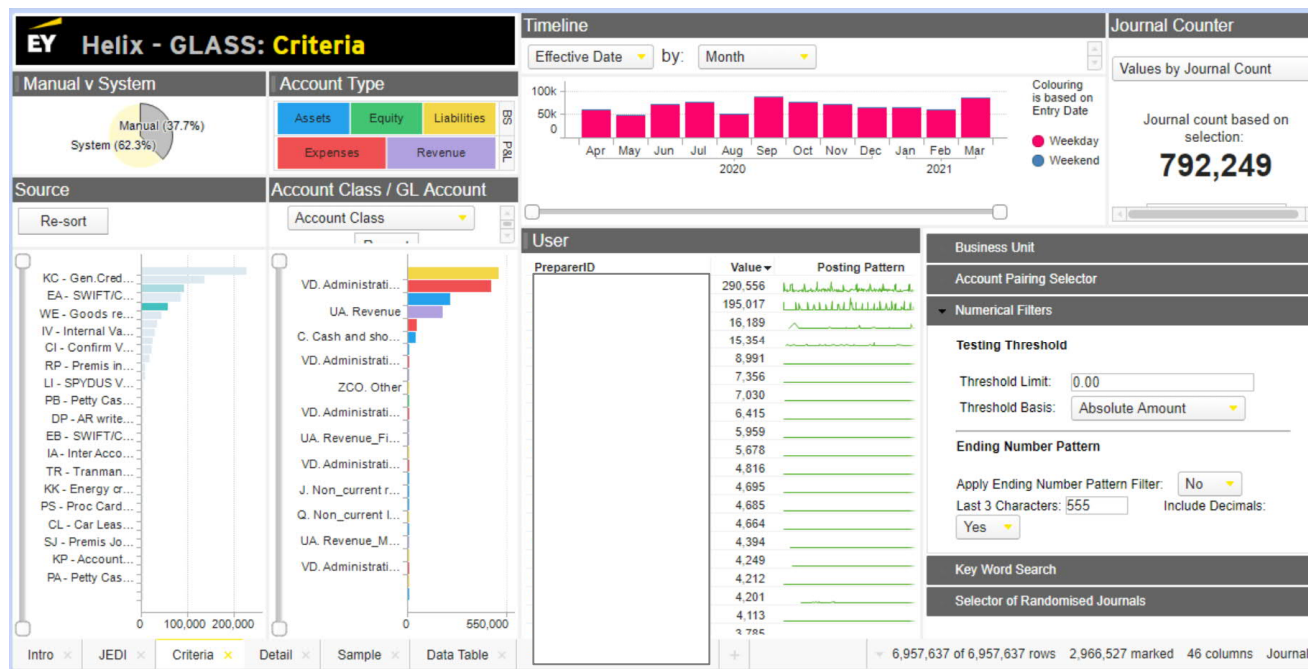 EY Helix - GLASS: Criteria
Manual v System
Manual (37.7%)
System (62.3%)
Account Type
Assets
Equity
Liabilities
BS
Expenses
Revenue
P&L
Source
Re-sort
KC - Gen.Cred...
EA - SWIFT/C...
WE - Goods re...
IV - Internal Va...
CI - Confirm V...
RP - Premis in...
LI - SPYDUS V...
PB - Petty Cas...
DP - AR write...
EB - SWIFT/C...
IA - Inter Acco...
TR - Tranman...
KK - Energy cr...
PS - Proc Card...
CL - Car Leas...
SJ - Premis Jo...
KP - Account...
PA - Petty Cas...
0 100,000 200,000
Account Class / GL Account
Account Class
VD. Administrati...
UA. Revenue
C. Cash and sho...
VD. Administrati...
ZCO. Other
VD. Administrati...
UA. Revenue_Fi...
VD. Administrati...
J. Non_current r...
Q. Non_current l...
UA. Revenue_M...
VD. Administrati...
0 550,000
Timeline
Effective Date by: Month
100k
50k
0
Apr May Jun Jul Aug Sep Oct Nov Dec Jan Feb Mar
2020 2021
Colouring
is based on
Entry Date
Weekday
Weekend
Journal Counter
Values by Journal Count
Journal count based on
selection:
792,249
User
PreparerID Value Posting Pattern
290,556
195,017
16,189
15,354
8,991
7,356
7,030
6,415
5,959
5,678
4,816
4,695
4,685
4,664
4,394
4,249
4,212
4,201
4,113
3,785
Business Unit
Account Pairing Selector
Numerical Filters
Testing Threshold
Threshold Limit: 0.00
Threshold Basis: Absolute Amount
Ending Number Pattern
Apply Ending Number Pattern Filter: No
Last 3 Characters: 555 Include Decimals:
Yes
Key Word Search
Selector of Randomised Journals
Intro JEDI Criteria Detail Sample Data Table
6,957,637 of 6,957,637 rows 2,966,527 marked 46 columns Journal